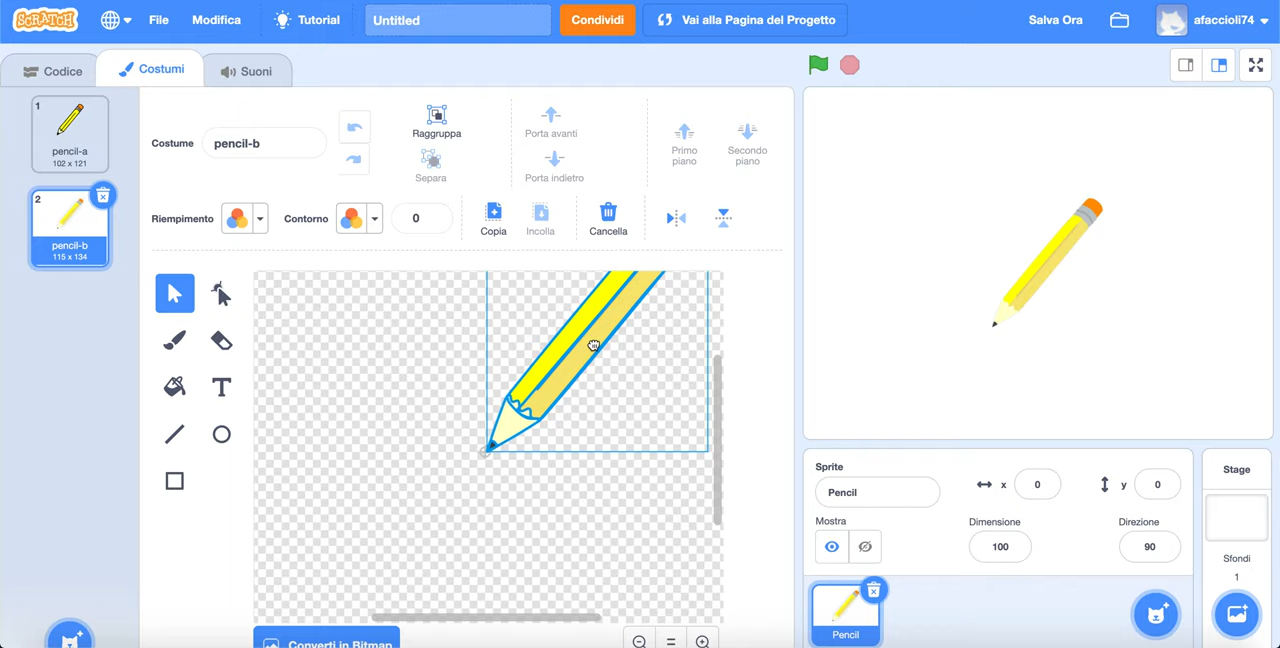 SCRATCH File Modifica Tutorial Untitled Condividi Vai alla Pagina del Progetto Salva Ora afaccioli74
Codice Costumi Suoni
1
pencil-a
102 x 121
2
pencil-b
115 x 134
Costume pencil-b
Raggruppa
Separa
Porta avanti
Porta indietro
Primo piano
Secondo piano
Riempimento Contorno 0
Copia Incolla Cancella
T
Converti in Bitmap
Sprite
Pencil
x 0 y 0
Mostra Dimensione Direzione
100 90
Pencil
Stage
Sfondi
1